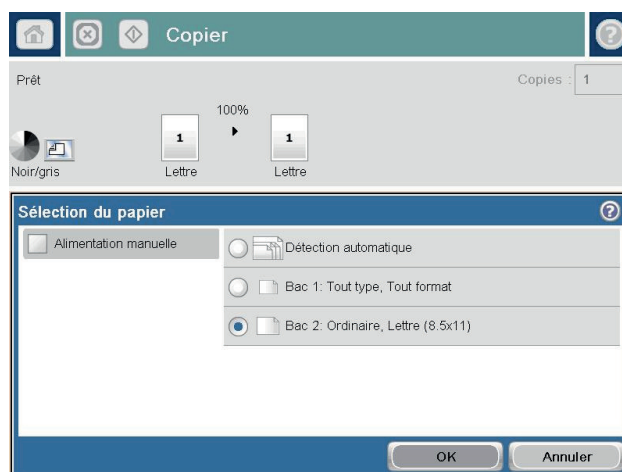 Copier
Prêt
Copies : 1
100%
1
1
Noir/gris
Lettre
Lettre
Sélection du papier
Alimentation manuelle
Détection automatique
Bac 1: Tout type, Tout format
Bac 2: Ordinaire, Lettre (8.5x11)
OK
Annuler